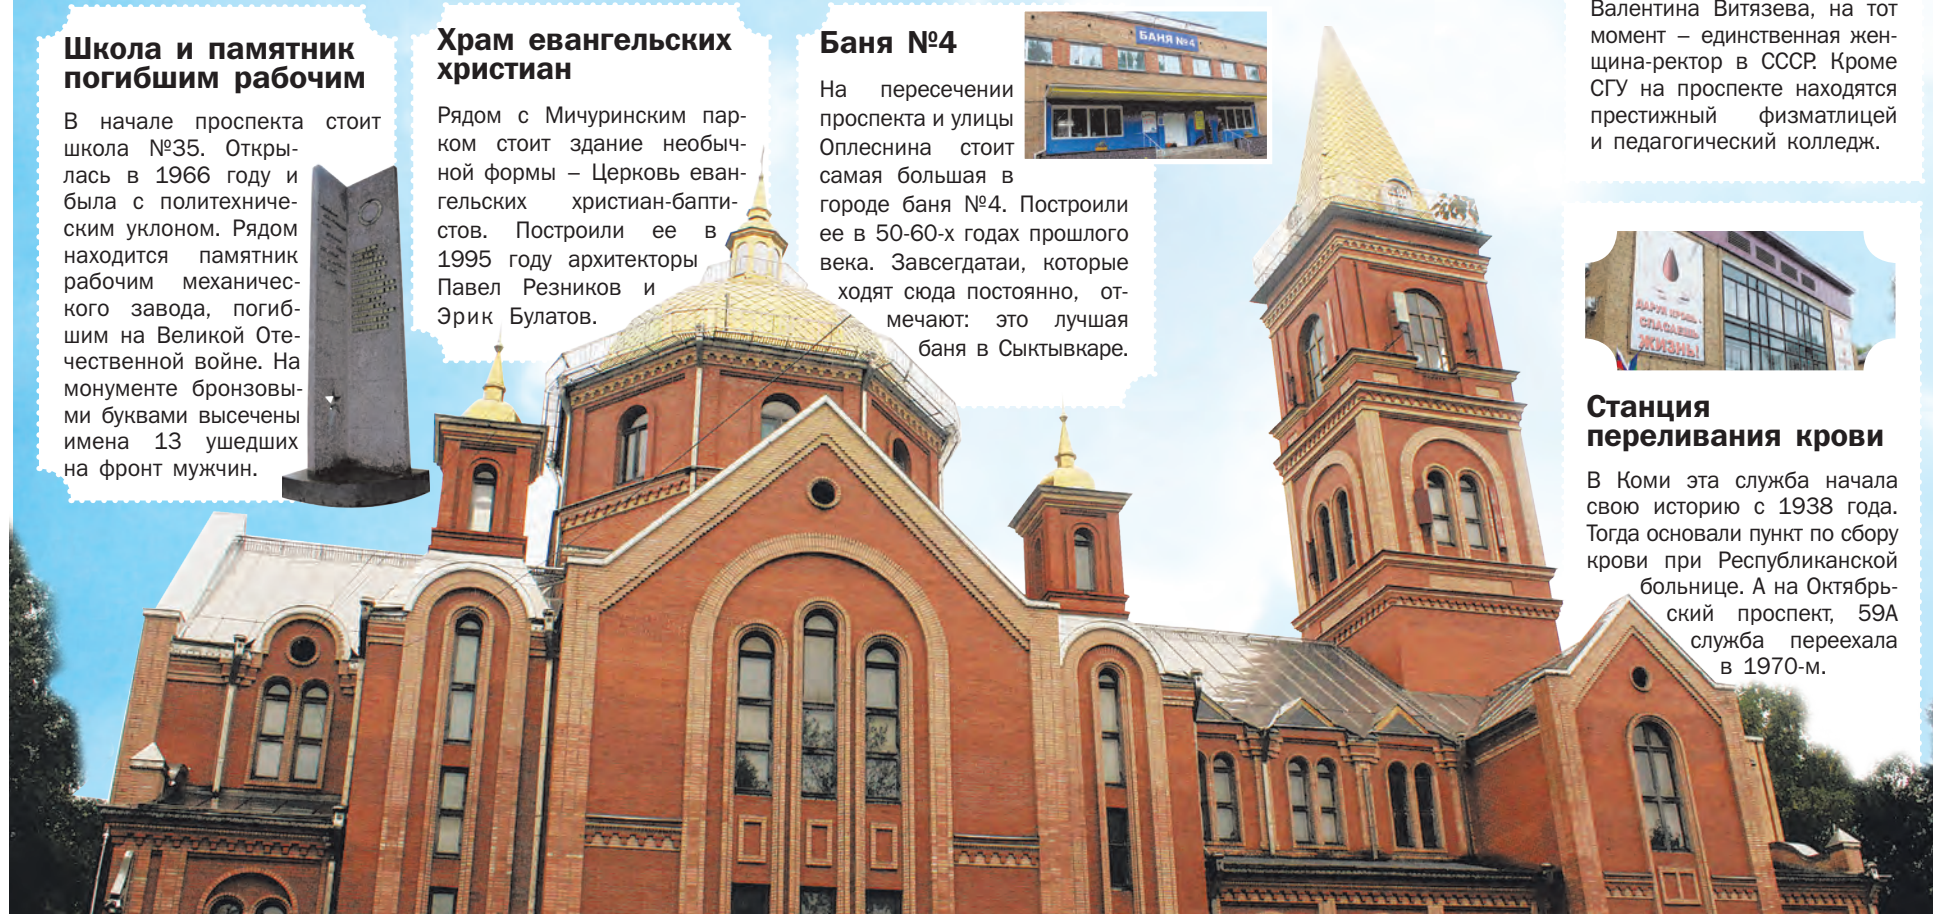 Школа и памятник
погибшим рабочим
В начале проспекта стоит
школа №35. Откры-
лась в 1966 году и
была с политехниче-
ским уклоном. Рядом
находится памятник
рабочим механичес-
кого завода, погиб-
шим на Великой Оте-
чественной войне. На
монументе бронзовы-
ми буквами высечены
имена 13 ушедших
на фронт мужчин.
Храм евангельских
христиан
Рядом с Мичуринским пар-
ком стоит здание необыч-
ной формы – Церковь еван-
гельских христиан-бапти-
стов. Построили ее в
1995 году архитекторы
Павел Резников и
Эрик Булатов.
Баня №4
На пересечении
проспекта и улицы
Оплеснина стоит
самая большая в
городе баня №4. Построили
ее в 50-60-х годах прошлого
века. Завсегдатаи, которые
ходят сюда постоянно, от-
мечают: это лучшая
баня в Сыктывкаре.
БАНЯ №4
Валентина Витязева, на тот
момент – единственная жен-
щина-ректор в СССР. Кроме
СГУ на проспекте находятся
престижный физматлицей
и педагогический колледж.
ДАРУЯ КРОВЬ -
СПАСАЕШЬ
ЖИЗНЬ!
Станция
переливания крови
В Коми эта служба начала
свою историю с 1938 года.
Тогда основали пункт по сбору
крови при Республиканской
больнице. А на Октябрь-
ский проспект, 59А
служба переехала
в 1970-м.